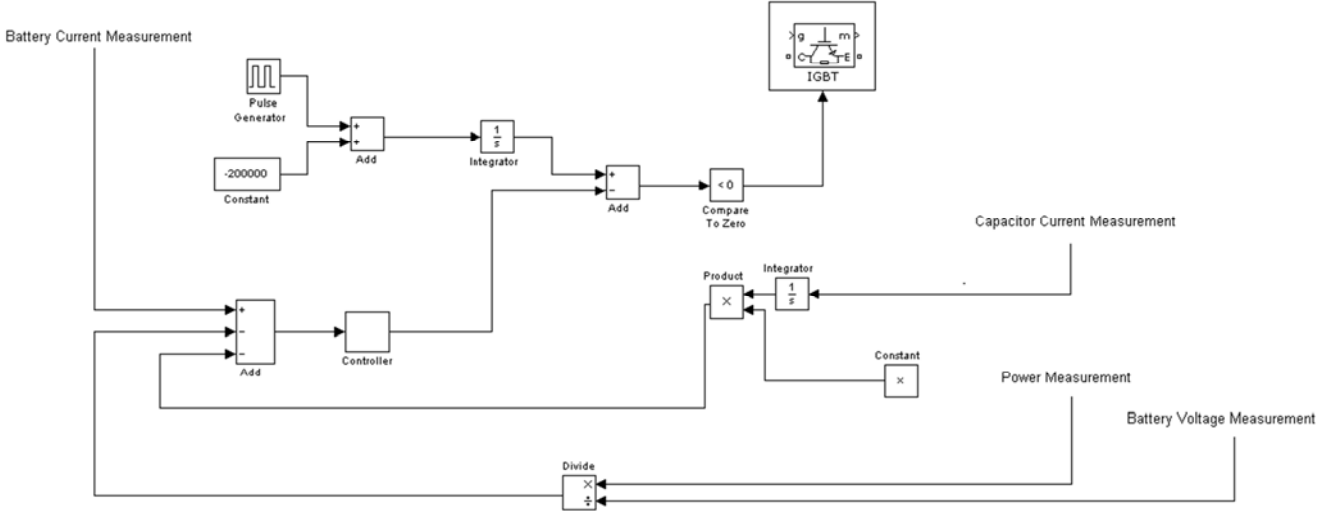 Battery Current Measurement
g m
C E
IGBT
Pulse
Generator
+
+
Add
1
s
Integrator
-200000
Constant
+
−
Add
< 0
Compare
To Zero
Capacitor Current Measurement
Product
×
Integrator
1
s
+
−
−
Add
Controller
Constant
×
Power Measurement
Battery Voltage Measurement
Divide
×
÷